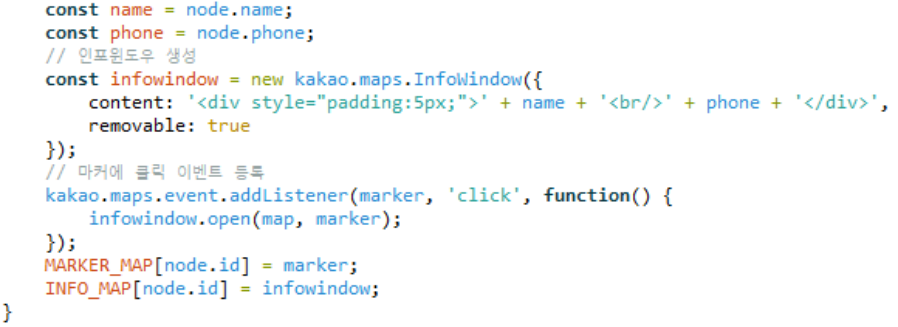 const name = node.name;
const phone = node.phone;
// 인포윈도우 생성
const infowindow = new kakao.maps.InfoWindow({
content: '<div style="padding:5px;">' + name + '<br/>' + phone + '</div>',
removable: true
});
// 마커에 클릭 이벤트 등록
kakao.maps.event.addListener(marker, 'click', function() {
infowindow.open(map, marker);
});
MARKER_MAP[node.id] = marker;
INFO_MAP[node.id] = infowindow;
}